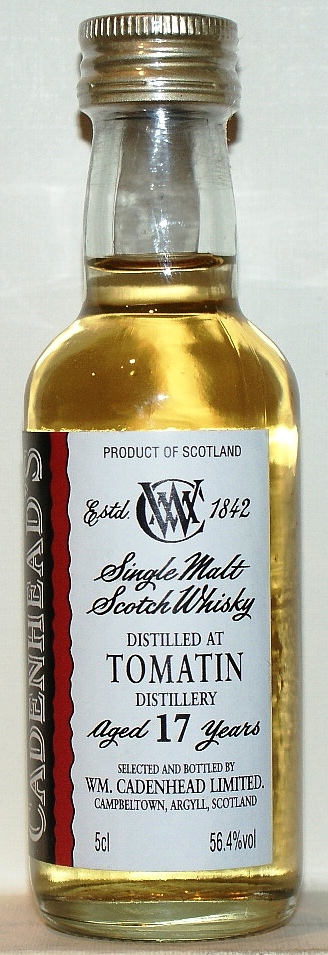 CADENHEAD'S
PRODUCT OF SCOTLAND
Estd. WMC 1842
Single Malt
Scotch Whisky
DISTILLED AT
TOMATIN
DISTILLERY
Aged 17 Years
SELECTED AND BOTTLED BY
WM. CADENHEAD LIMITED.
CAMPBELTOWN, ARGYLL, SCOTLAND
5cl 56.4%vol